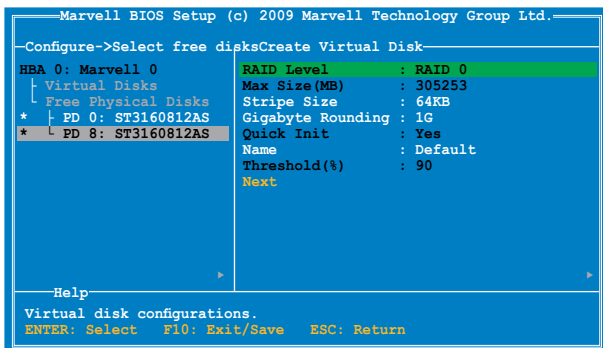 Marvell BIOS Setup (c) 2009 Marvell Technology Group Ltd.
Configure->Select free disksCreate Virtual Disk
HBA 0: Marvell 0
Virtual Disks
Free Physical Disks
* PD 0: ST3160812AS
* PD 8: ST3160812AS
RAID Level : RAID 0
Max Size(MB) : 305253
Stripe Size : 64KB
Gigabyte Rounding : 1G
Quick Init : Yes
Name : Default
Threshold(%) : 90
Next
Help
Virtual disk configurations.
ENTER: Select F10: Exit/Save ESC: Return